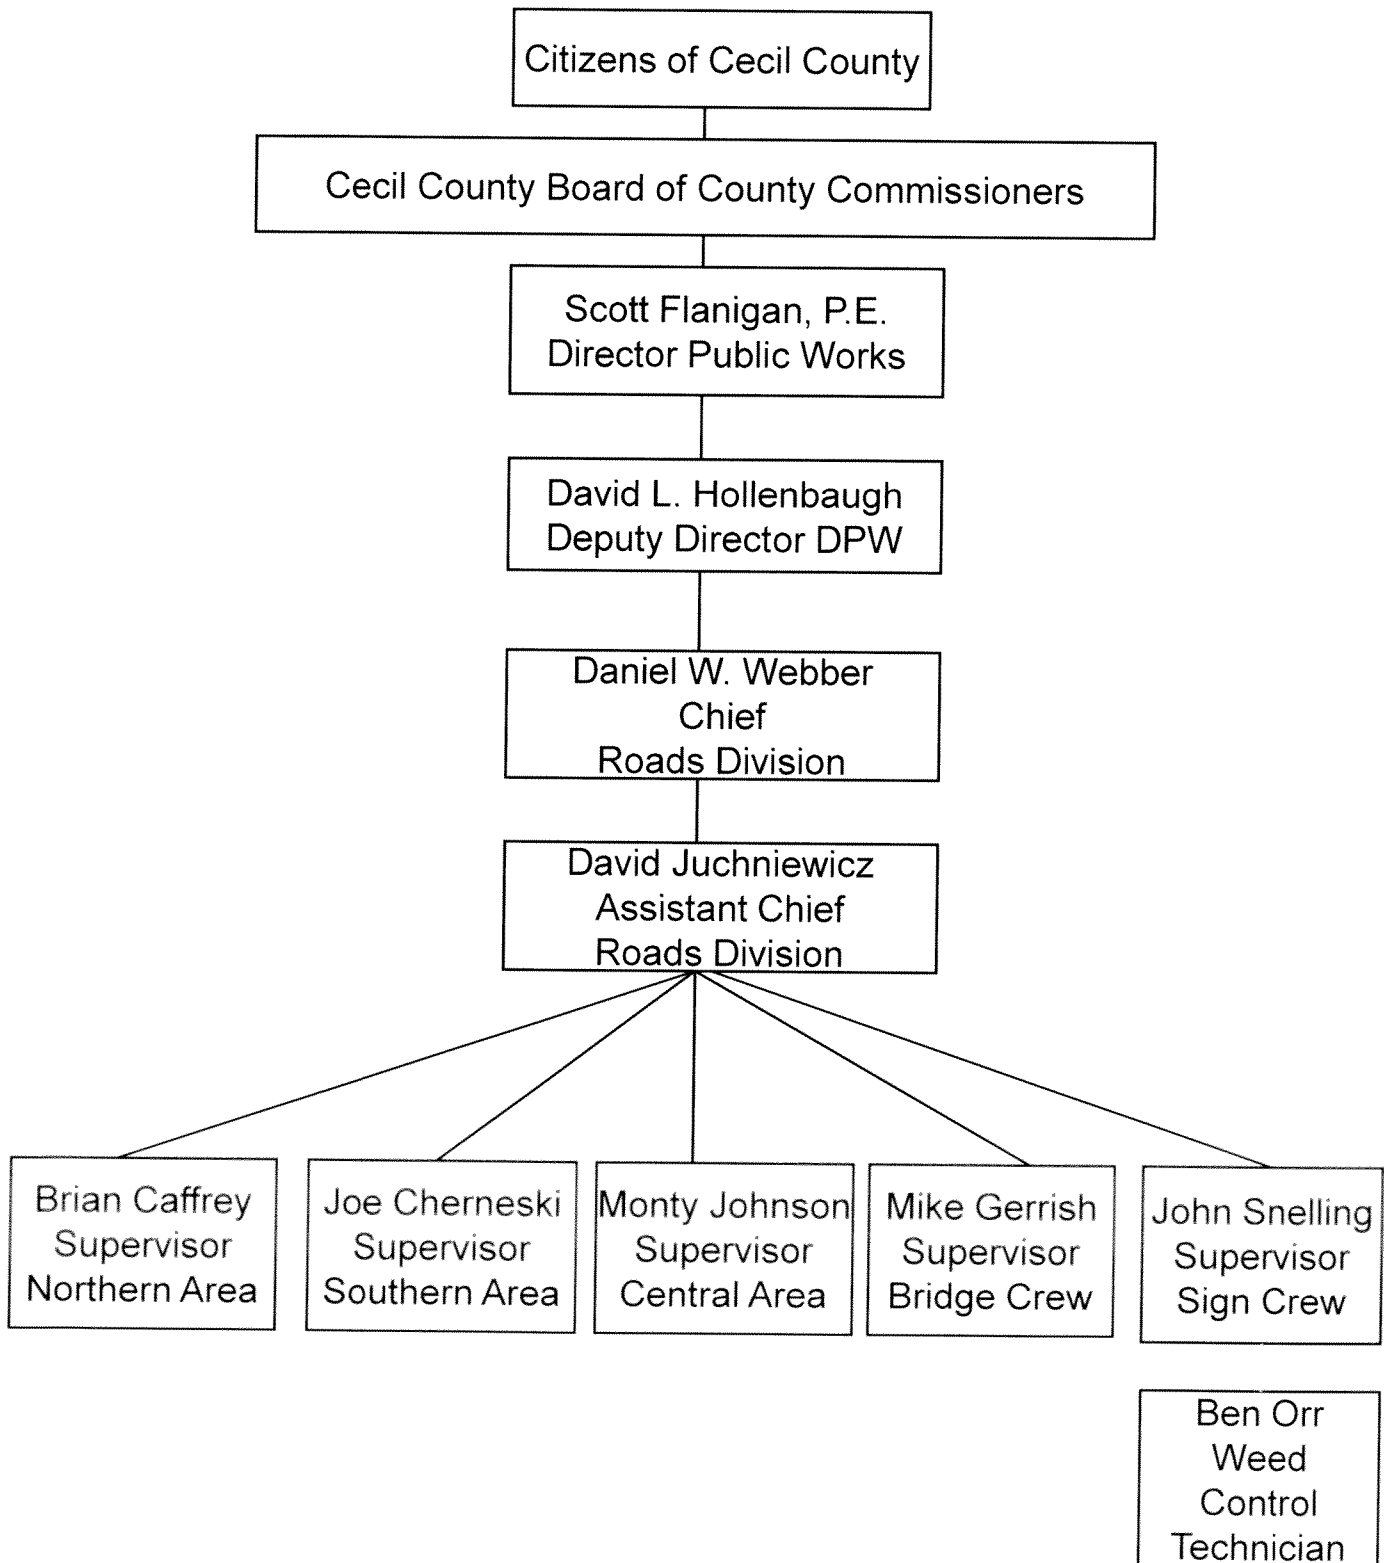 Citizens of Cecil County
Cecil County Board of County Commissioners
Scott Flanigan, P.E.
Director Public Works
David L. Hollenbaugh
Deputy Director DPW
Daniel W. Webber
Chief
Roads Division
David Juchniewicz
Assistant Chief
Roads Division
Brian Caffrey
Supervisor
Northern Area
Joe Cherneski
Supervisor
Southern Area
Monty Johnson
Supervisor
Central Area
Mike Gerrish
Supervisor
Bridge Crew
John Snelling
Supervisor
Sign Crew
Ben Orr
Weed
Control
Technician